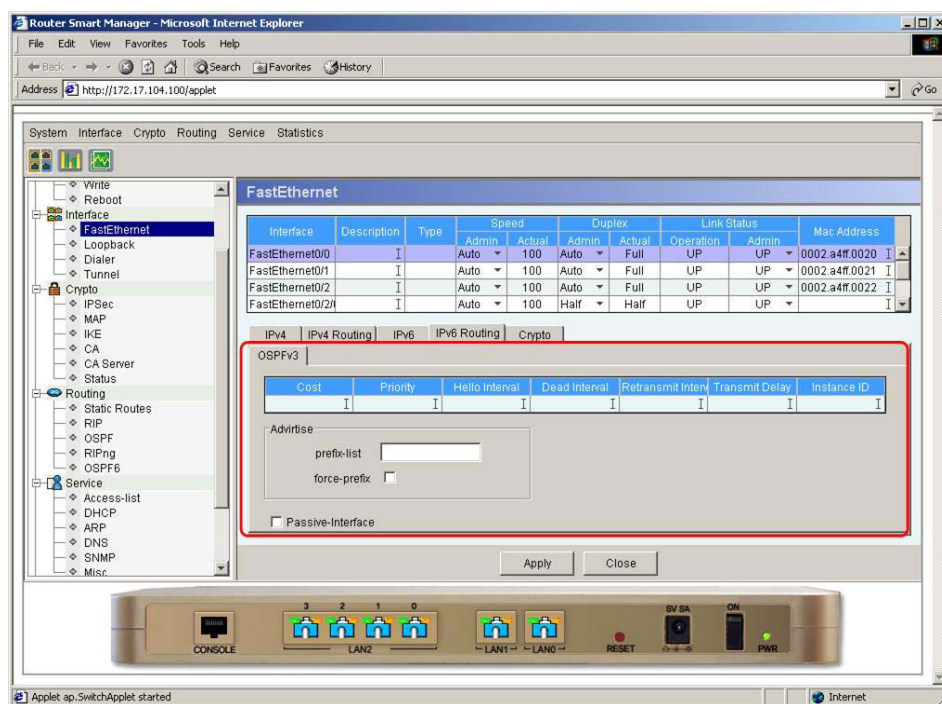 Router Smart Manager - Microsoft Internet Explorer
File Edit View Favorites Tools Help
Back Search Favorites History
Address http://172.17.104.100/applet Go
System Interface Crypto Routing Service Statistics
Write
Reboot
Interface
FastEthernet
Loopback
Dialer
Tunnel
Crypto
IPSec
MAP
IKE
CA
CA Server
Status
Routing
Static Routes
RIP
OSPF
RIPng
OSPF6
Service
Access-list
DHCP
ARP
DNS
SNMP
Misc
FastEthernet
Interface Description Type Speed Duplex Link Status Mac Address
Admin Actual Admin Actual Operation Admin
FastEthernet0/0 Auto 100 Auto Full UP UP 0002.a4ff.0020
FastEthernet0/1 Auto 100 Auto Full UP UP 0002.a4ff.0021
FastEthernet0/2 Auto 100 Auto Full UP UP 0002.a4ff.0022
FastEthernet0/2/ Auto 100 Half Half UP UP
IPv4 IPv4 Routing IPv6 IPv6 Routing Crypto
OSPFv3
Cost Priority Hello Interval Dead Interval Retransmit Interv Transmit Delay Instance ID
Advirtise
prefix-list
force-prefix
Passive-Interface
Apply Close
CONSOLE
3 2 1 0
LAN2
LAN1 LAN0
RESET
5V 5A
ON
PWR
Applet ap.SwitchApplet started Internet